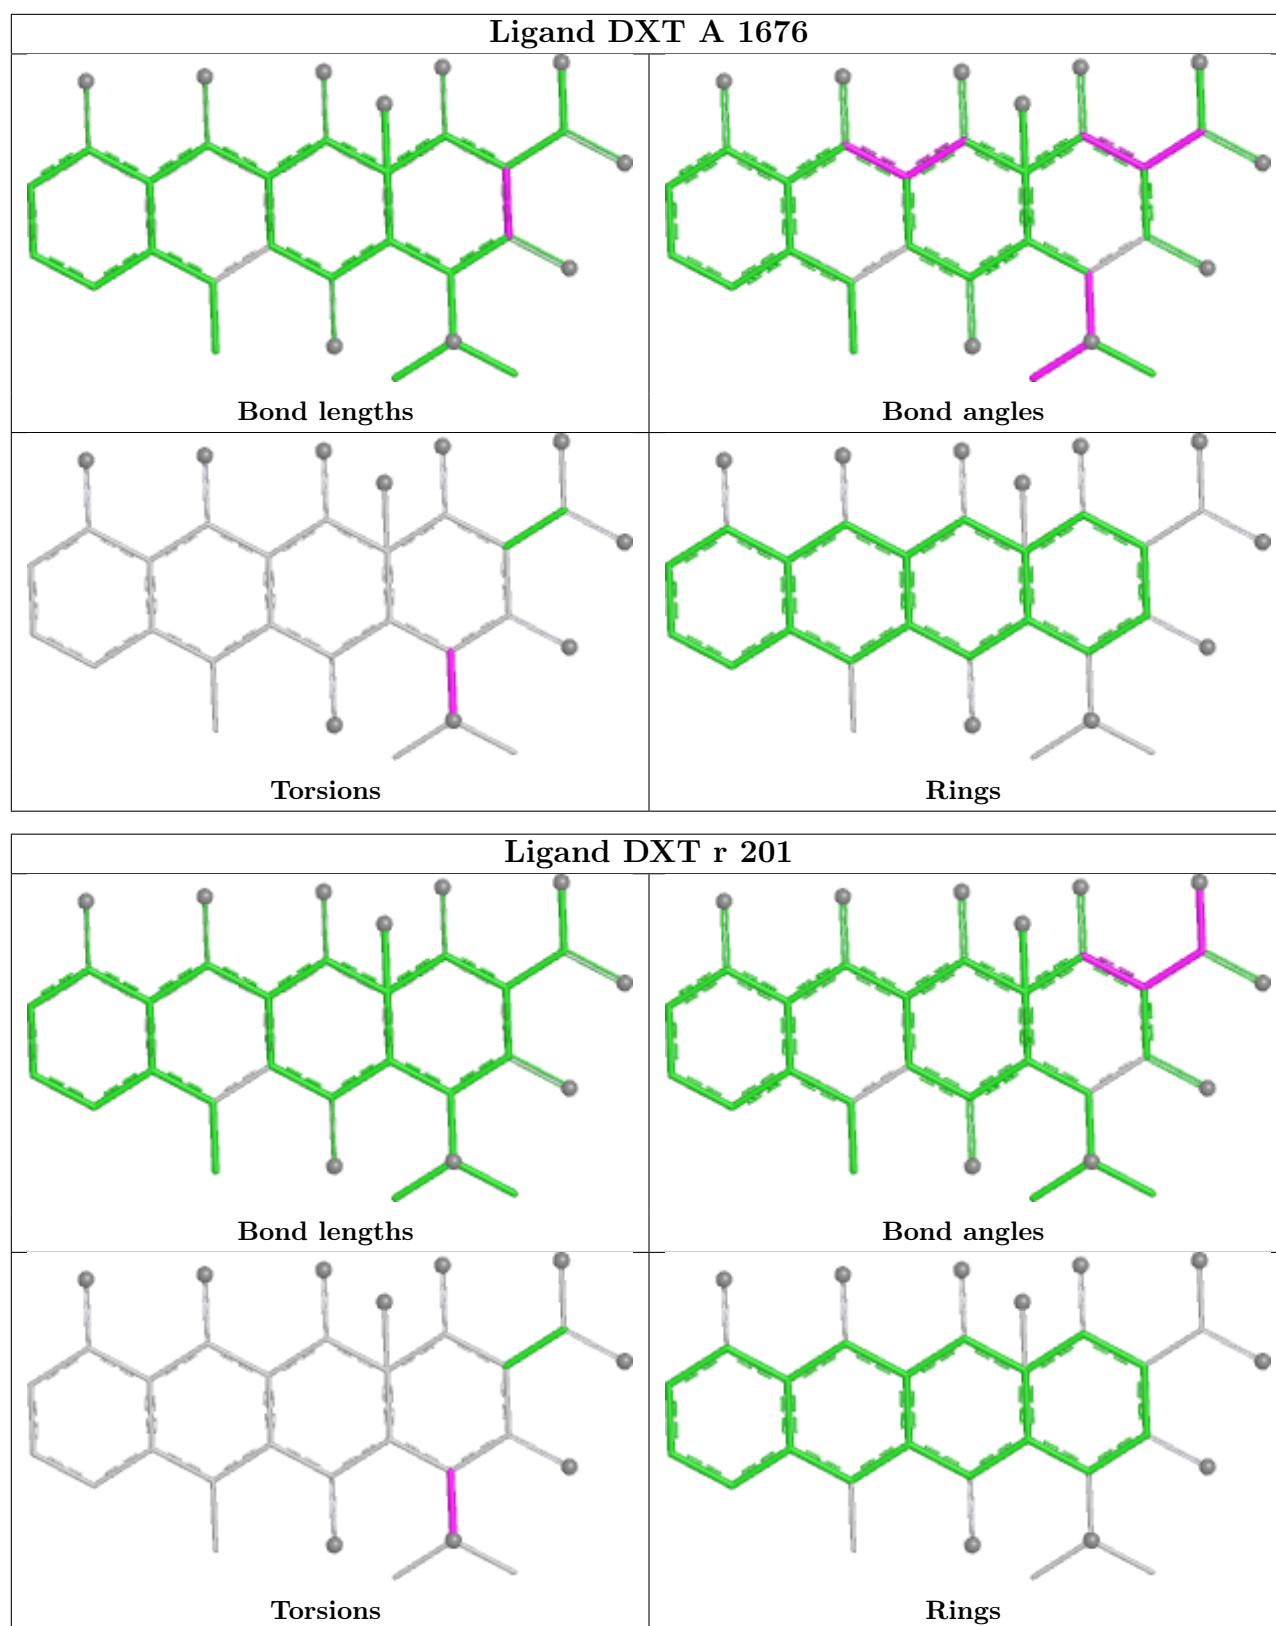 Ligand DXT A 1676
Bond lengths
Bond angles
Torsions
Rings
Ligand DXT r 201
Bond lengths
Bond angles
Torsions
Rings